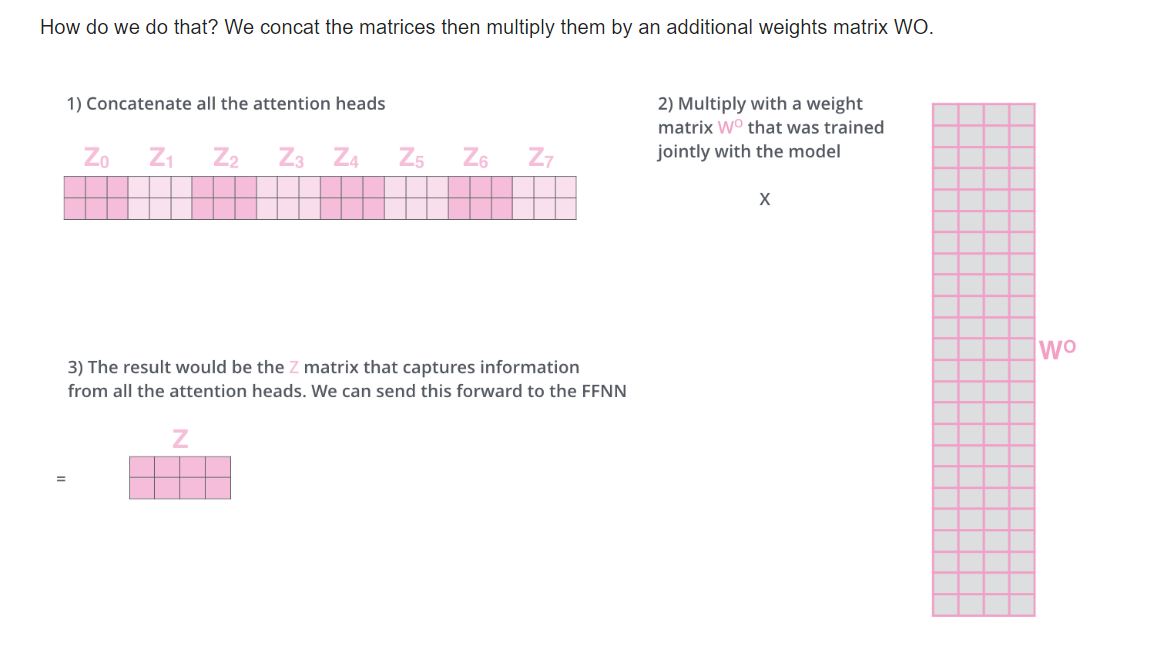 How do we do that? We concat the matrices then multiply them by an additional weights matrix WO.
1) Concatenate all the attention heads
Z0 Z1 Z2 Z3 Z4 Z5 Z6 Z7
2) Multiply with a weight
matrix W^O that was trained
jointly with the model
X
W^O
3) The result would be the Z matrix that captures information
from all the attention heads. We can send this forward to the FFNN
Z
=